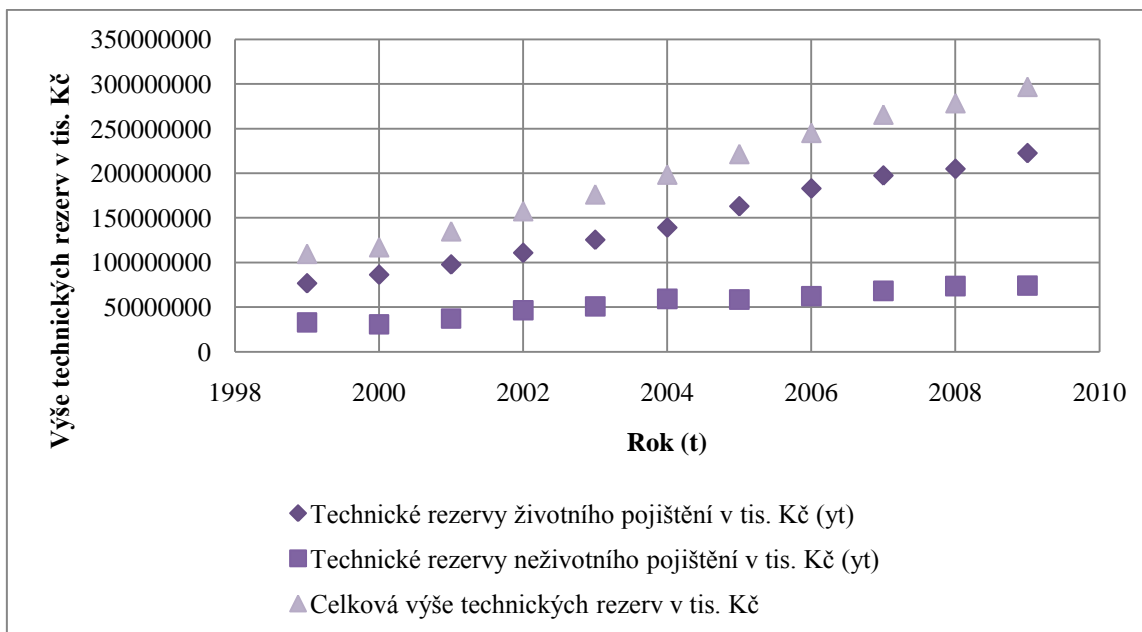 Výše technických rezerv v tis. Kč
350000000
300000000
250000000
200000000
150000000
100000000
50000000
0
1998 2000 2002 2004 2006 2008 2010
Rok (t)
Technické rezervy životního pojištění v tis. Kč (yt)
Technické rezervy neživotního pojištění v tis. Kč (yt)
Celková výše technických rezerv v tis. Kč